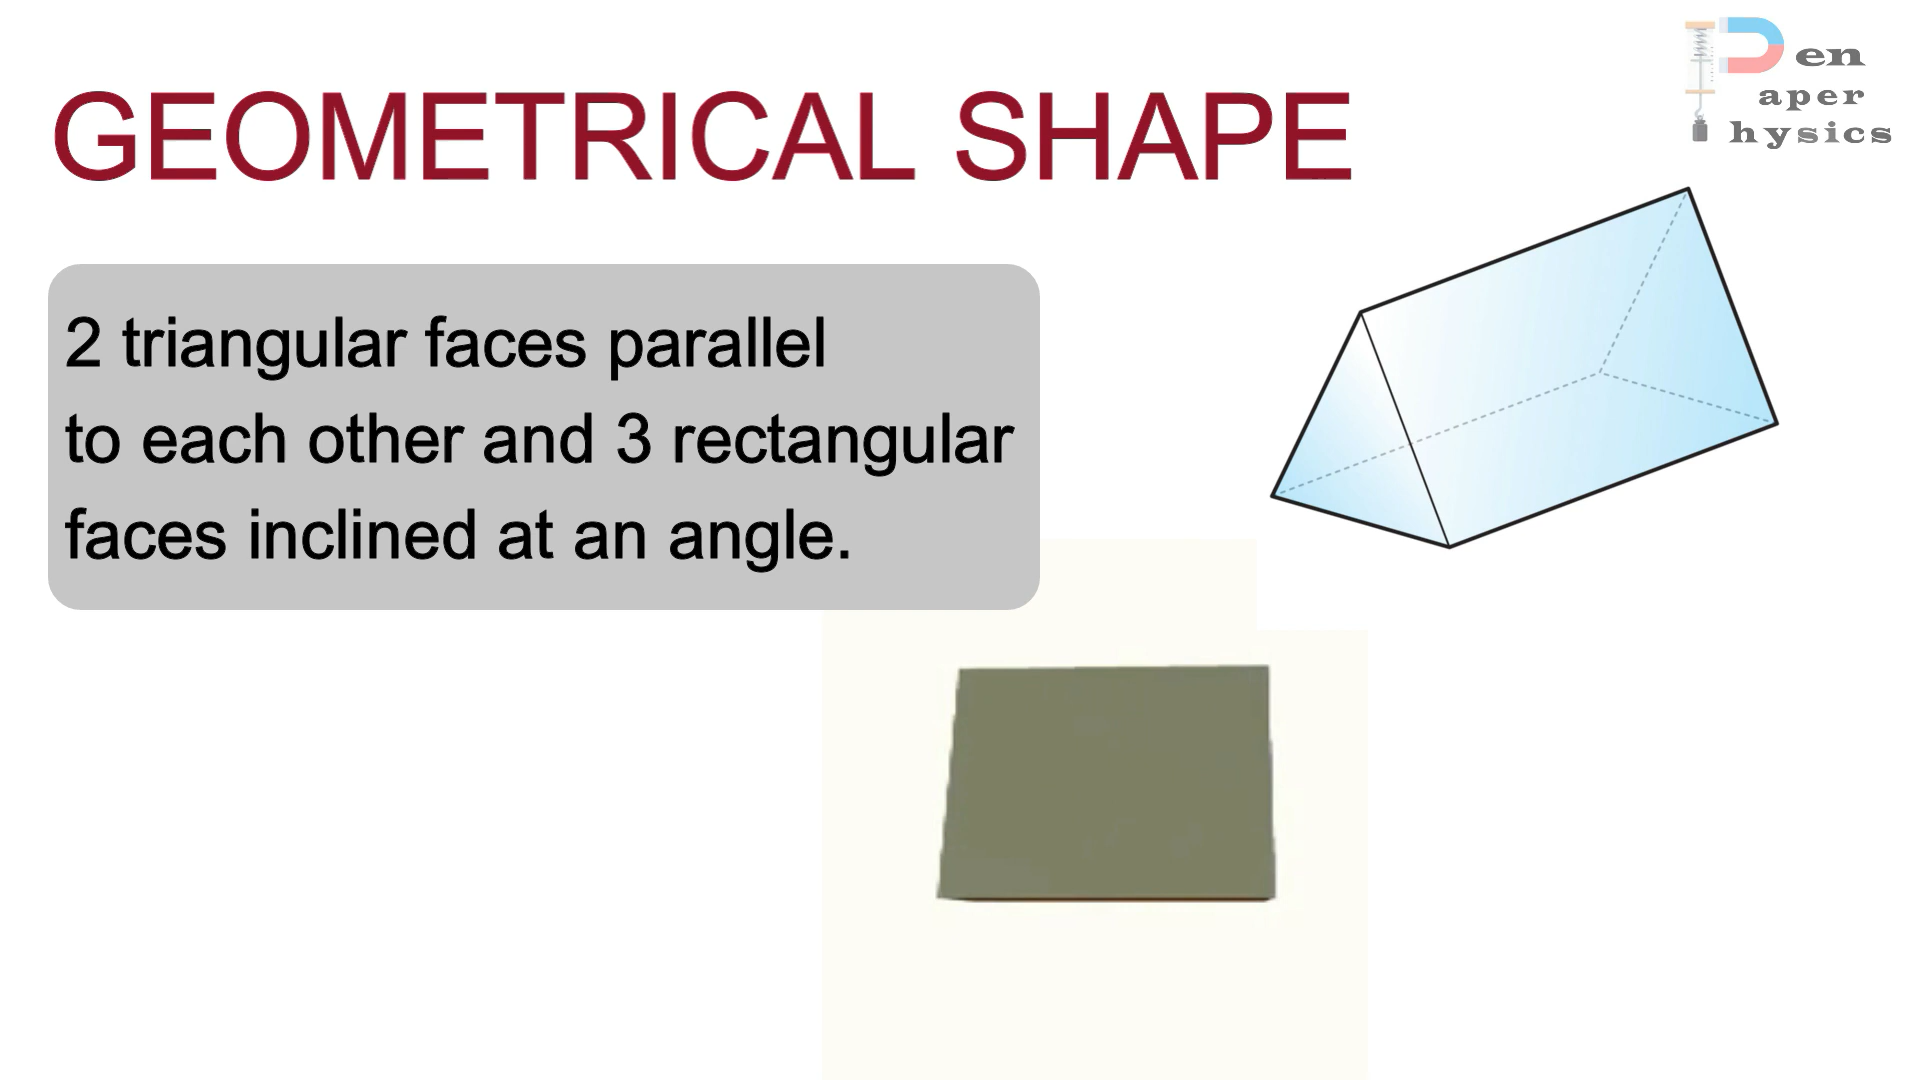 en
aper
hysics
GEOMETRICAL SHAPE
2 triangular faces parallel
to each other and 3 rectangular
faces inclined at an angle.